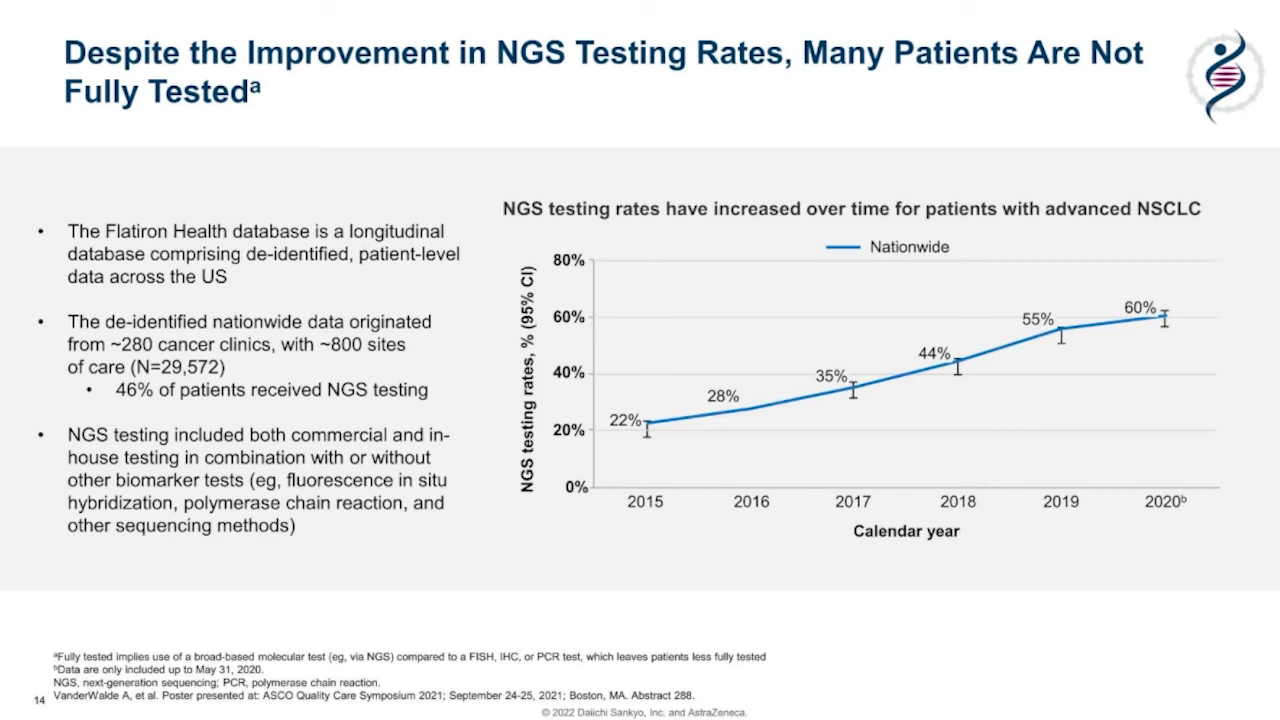 Despite the Improvement in NGS Testing Rates, Many Patients Are Not
Fully Testedᵃ
• The Flatiron Health database is a longitudinal
database comprising de-identified, patient-level
data across the US
• The de-identified nationwide data originated
from ~280 cancer clinics, with ~800 sites
of care (N=29,572)
• 46% of patients received NGS testing
• NGS testing included both commercial and in-
house testing in combination with or without
other biomarker tests (eg, fluorescence in situ
hybridization, polymerase chain reaction, and
other sequencing methods)
NGS testing rates have increased over time for patients with advanced NSCLC
Nationwide
NGS testing rates, % (95% CI)
80%
60%
40%
20%
0%
22%
28%
35%
44%
55%
60%
2015 2016 2017 2018 2019 2020ᵇ
Calendar year
ᵃFully tested implies use of a broad-based molecular test (eg, via NGS) compared to a FISH, IHC, or PCR test, which leaves patients less fully tested
ᵇData are only included up to May 31, 2020.
NGS, next-generation sequencing; PCR, polymerase chain reaction.
VanderWalde A, et al. Poster presented at: ASCO Quality Care Symposium 2021; September 24-25, 2021; Boston, MA. Abstract 288.
14
© 2022 Daiichi Sankyo, Inc. and AstraZeneca.